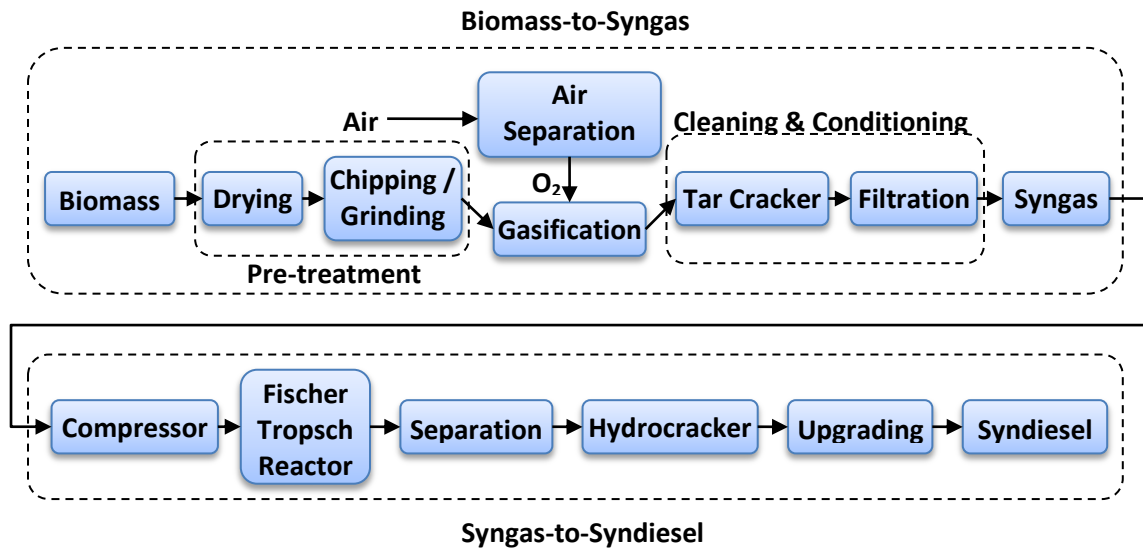 Biomass-to-Syngas
Air
Air
Separation
Cleaning & Conditioning
O₂
Biomass
Drying
Chipping /
Grinding
Gasification
Tar Cracker
Filtration
Syngas
Pre-treatment
Compressor
Fischer
Tropsch
Reactor
Separation
Hydrocracker
Upgrading
Syndiesel
Syngas-to-Syndiesel